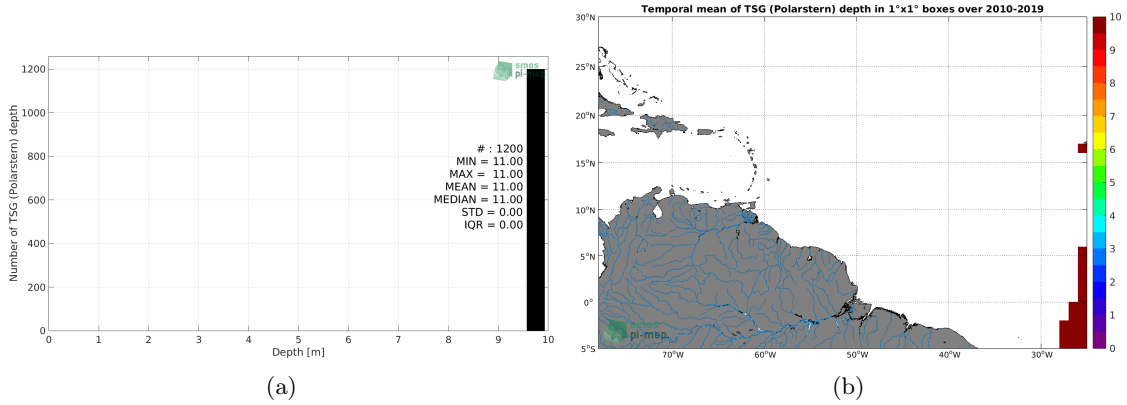 Temporal mean of TSG (Polarstern) depth in 1°x1° boxes over 2010-2019
Number of TSG (Polarstern) depth
1200
1000
800
600
400
200
0
smos
pi-mep
# : 1200
MIN = 11.00
MAX = 11.00
MEAN = 11.00
MEDIAN = 11.00
STD = 0.00
IQR = 0.00
0 1 2 3 4 5 6 7 8 9 10
Depth [m]
(a)
30°N
25°N
20°N
15°N
10°N
5°N
0°
5°S
smos
pi-mep
70°W 60°W 50°W 40°W 30°W
10
9
8
7
6
5
4
3
2
1
0
(b)